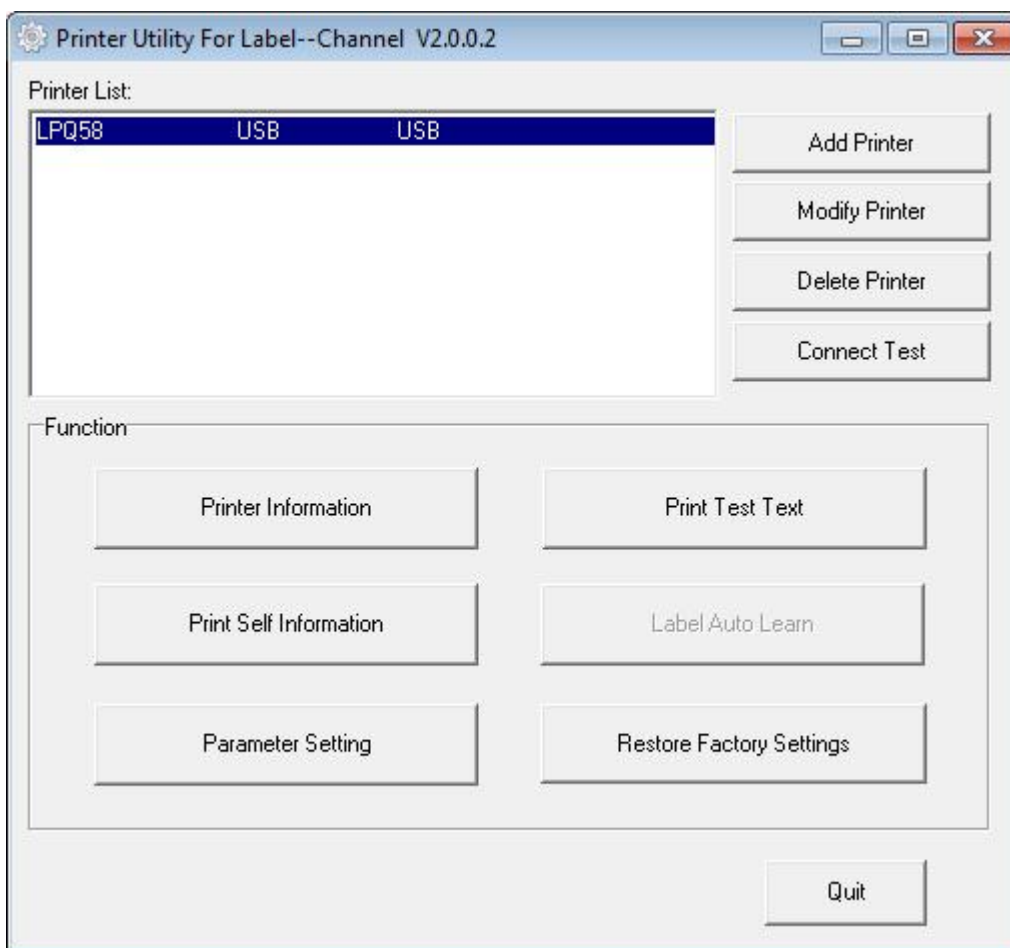 Printer Utility For Label--Channel V2.0.0.2
Printer List:
LPQ58 USB USB
Add Printer
Modify Printer
Delete Printer
Connect Test
Function
Printer Information
Print Test Text
Print Self Information
Label Auto Learn
Parameter Setting
Restore Factory Settings
Quit